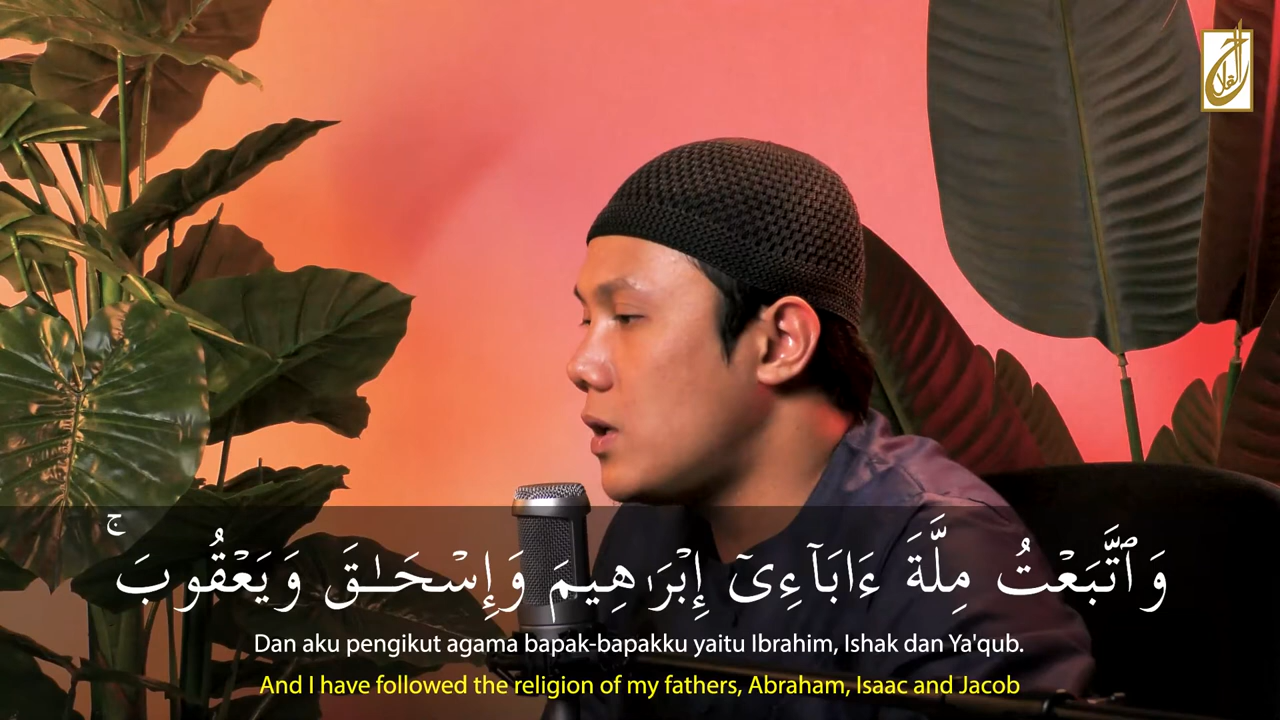 وَٱتَّبَعْتُ مِلَّةَ ءَابَآءِىٓ إِبْرَٰهِيمَ وَإِسْحَـٰقَ وَيَعْقُوبَ ۚ
Dan aku pengikut agama bapak-bapakku yaitu Ibrahim, Ishak dan Ya'qub.
And I have followed the religion of my fathers, Abraham, Isaac and Jacob